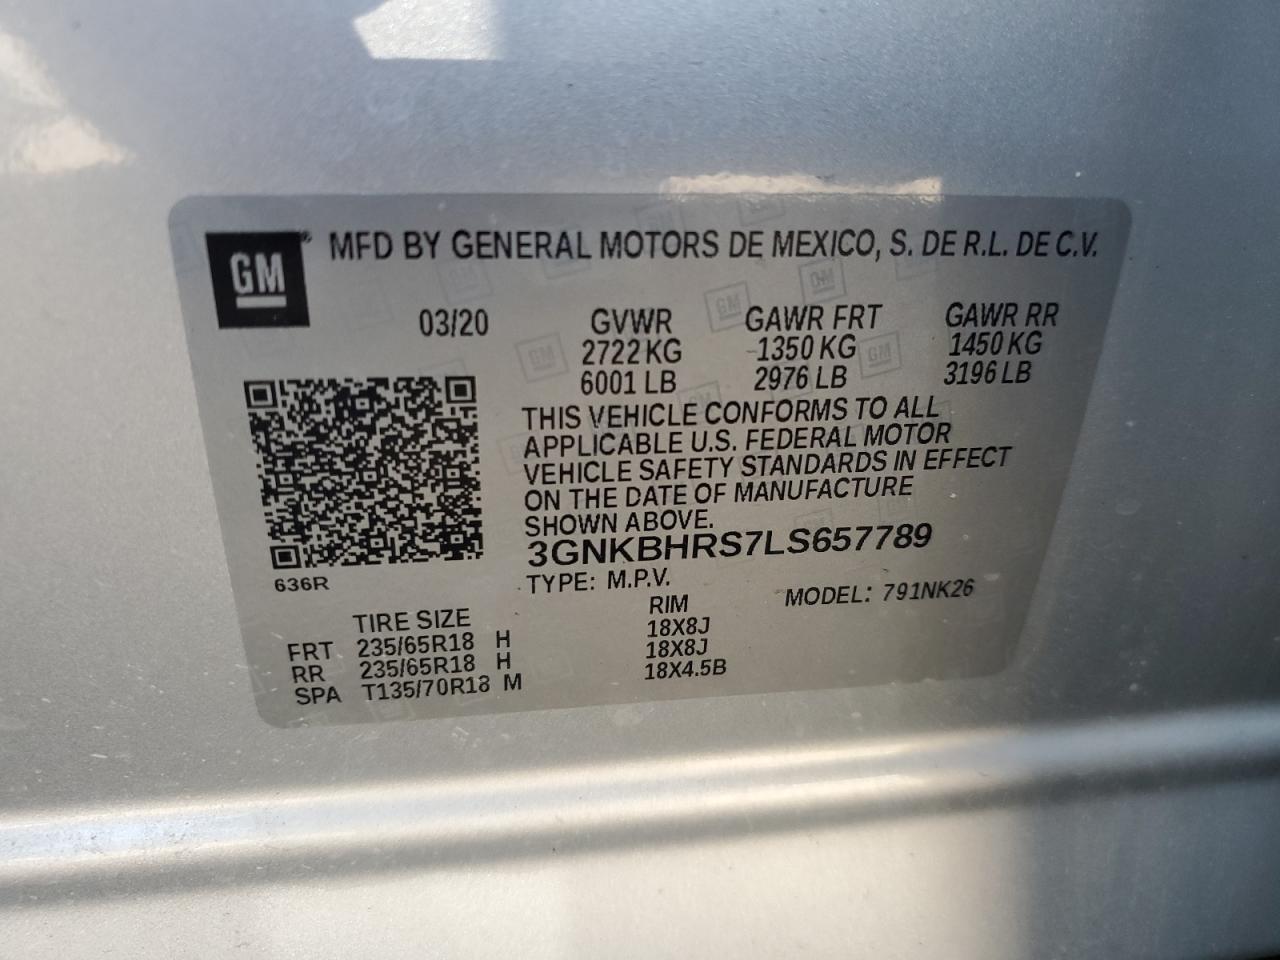 GM MFD BY GENERAL MOTORS DE MEXICO, S. DE R.L. DE C.V.
03/20 GVWR GAWR FRT GAWR RR
2722 KG 1350 KG 1450 KG
6001 LB 2976 LB 3196 LB
THIS VEHICLE CONFORMS TO ALL
APPLICABLE U.S. FEDERAL MOTOR
VEHICLE SAFETY STANDARDS IN EFFECT
ON THE DATE OF MANUFACTURE
SHOWN ABOVE.
3GNKBHRS7LS657789
636R
TYPE: M.P.V. MODEL: 791NK26
TIRE SIZE RIM
FRT 235/65R18 H 18X8J
RR 235/65R18 H 18X8J
SPA T135/70R18 M 18X4.5B